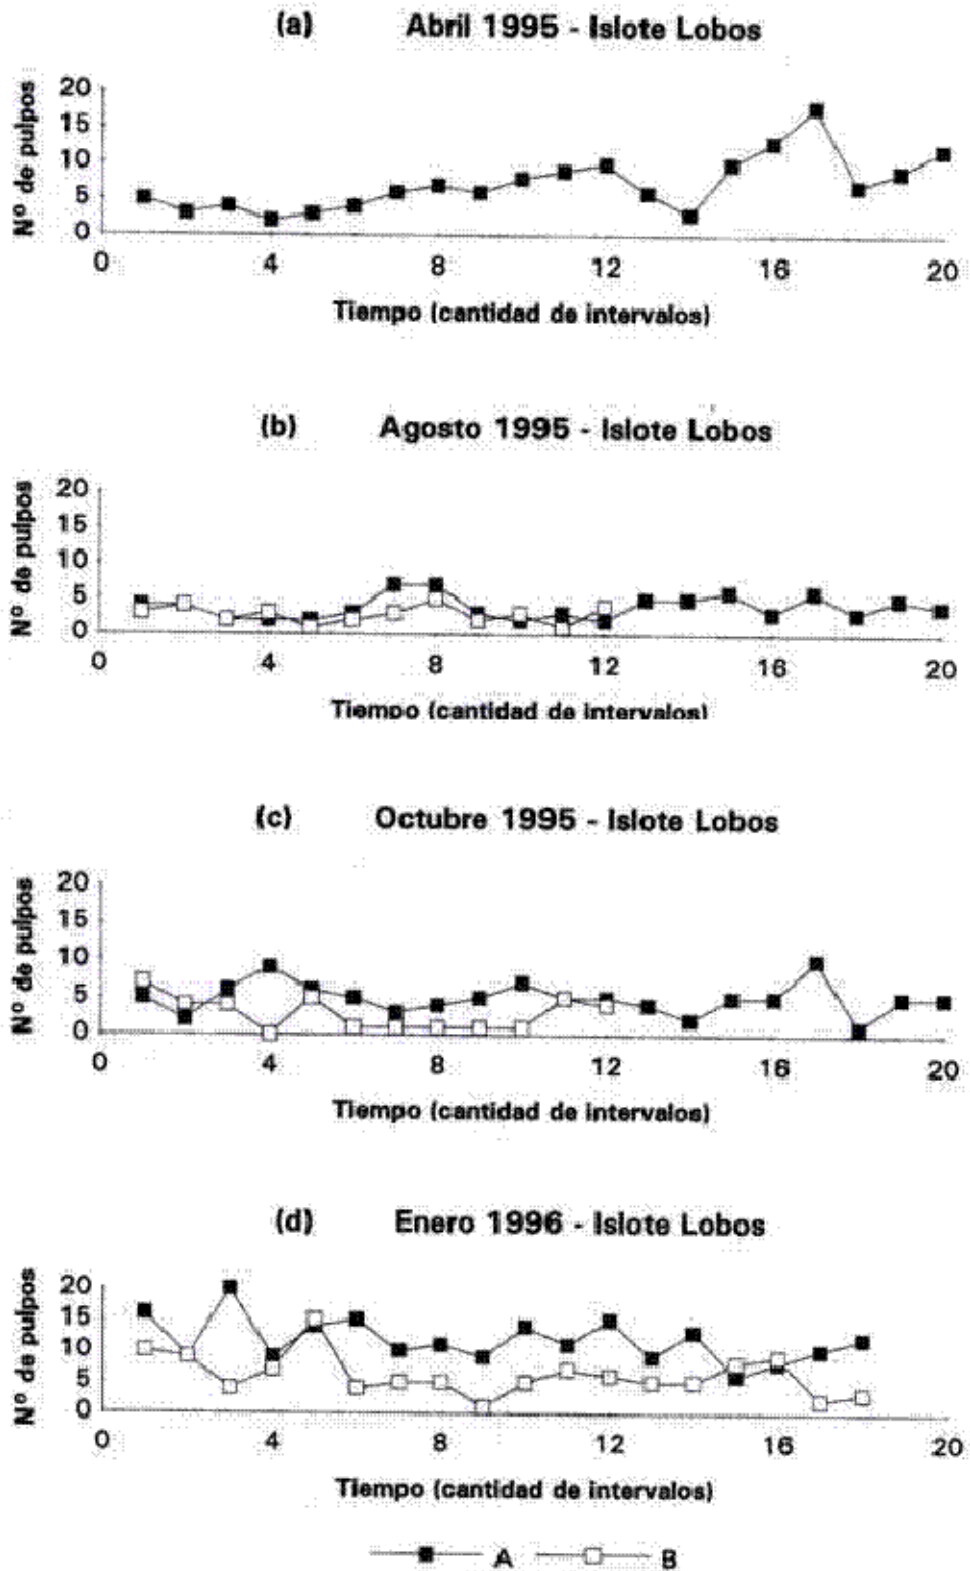 (a) Abril 1995 - Islote Lobos
Nº de pulpos
20
15
10
5
0
0 4 8 12 16 20
Tiempo (cantidad de intervalos)
(b) Agosto 1995 - Islote Lobos
Nº de pulpos
20
15
10
5
0
0 4 8 12 16 20
Tiempo (cantidad de intervalos)
(c) Octubre 1995 - Islote Lobos
Nº de pulpos
20
15
10
5
0
0 4 8 12 16 20
Tiempo (cantidad de intervalos)
(d) Enero 1996 - Islote Lobos
Nº de pulpos
20
15
10
5
0
0 4 8 12 16 20
Tiempo (cantidad de intervalos)
A B